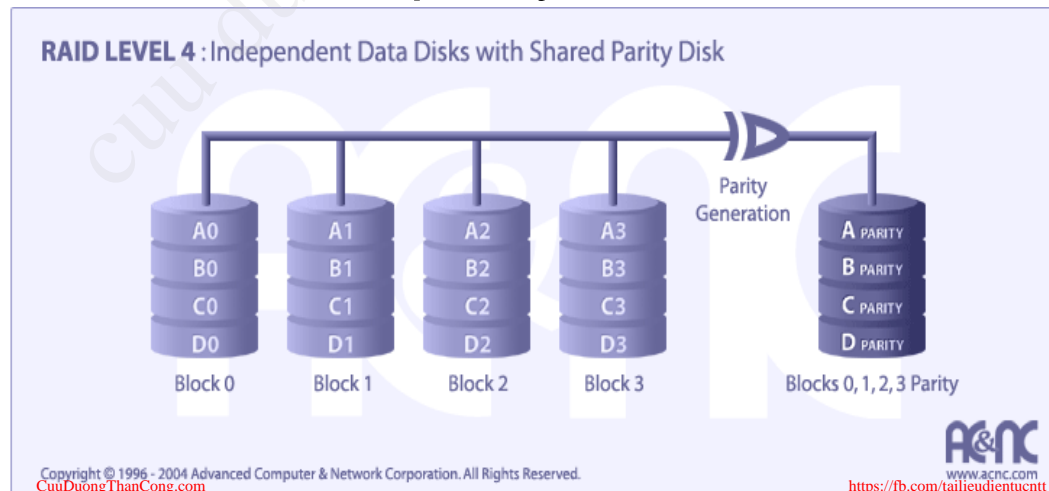 RAID LEVEL 4 : Independent Data Disks with Shared Parity Disk
Parity
Generation
A0 A1 A2 A3 A PARITY
B0 B1 B2 B3 B PARITY
C0 C1 C2 C3 C PARITY
D0 D1 D2 D3 D PARITY
Block 0 Block 1 Block 2 Block 3 Blocks 0, 1, 2, 3 Parity
AC&NC
Copyright © 1996 - 2004 Advanced Computer & Network Corporation. All Rights Reserved. www.acnc.com
CuuDuongThanCong.com https://fb.com/tailieudientucntt